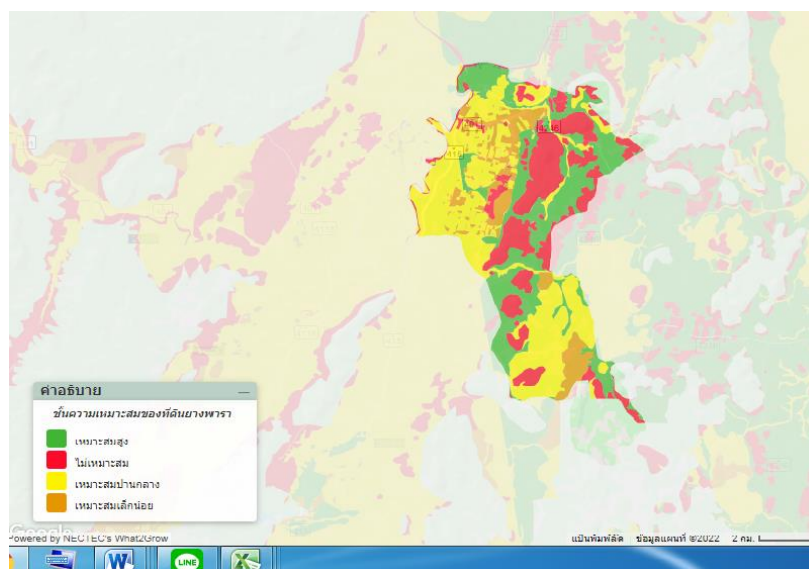 คำอธิบาย
ชั้นความเหมาะสมของที่ดินยางพารา
เหมาะสมสูง
ไม่เหมาะสม
เหมาะสมปานกลาง
เหมาะสมเล็กน้อย
Google
Powered by NECTEC's What2Grow
แป้นพิมพ์ลัด ข้อมูลแผนที่ ©2022 2 กม.
LINE